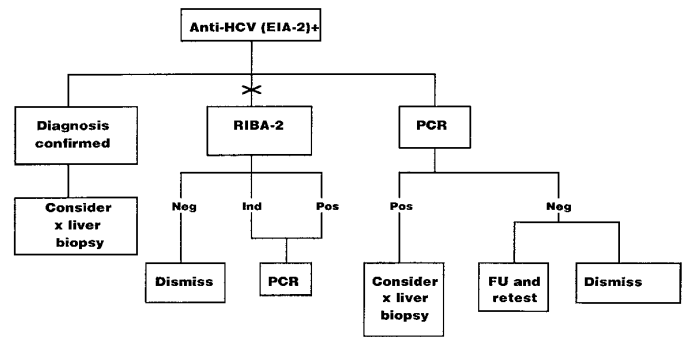 Anti-HCV (EIA-2)+
Diagnosis
confirmed
RIBA-2
PCR
Consider
x liver
biopsy
Neg
Ind
Pos
Pos
Neg
Dismiss
PCR
Consider
x liver
biopsy
FU and
retest
Dismiss